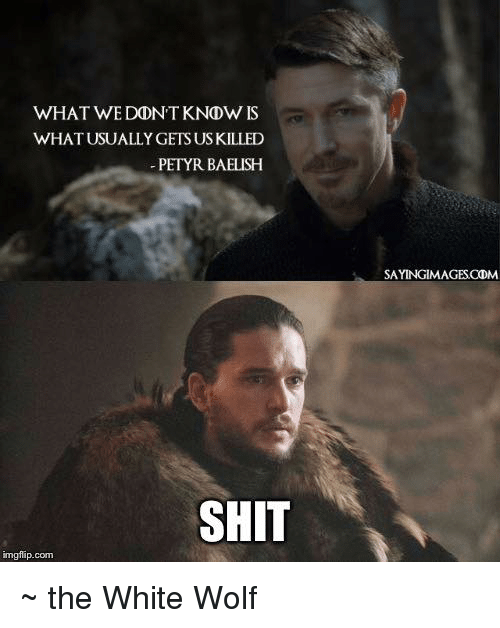 WHAT WE DON'T KNOW IS
WHAT USUALLY GETS US KILLED
- PETYR BAELISH
SAYINGIMAGES.COM
SHIT
imgflip.com
~ the White Wolf